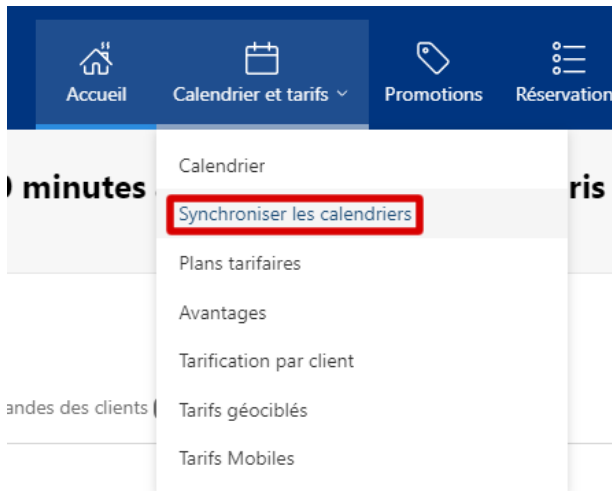 Accueil
Calendrier et tarifs
Promotions
Réservation
Calendrier
minutes
ris
Synchroniser les calendriers
Plans tarifaires
Avantages
Tarification par client
andes des clients
Tarifs géociblés
Tarifs Mobiles